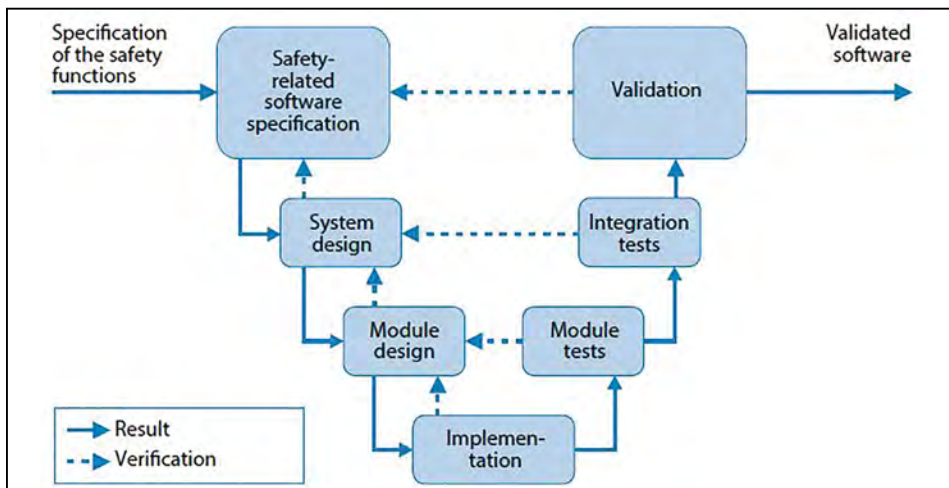 Specification
of the safety
functions
Safety-
related
software
specification
Validation
Validated
software
System
design
Integration
tests
Module
design
Module
tests
Implemen-
tation
Result
Verification